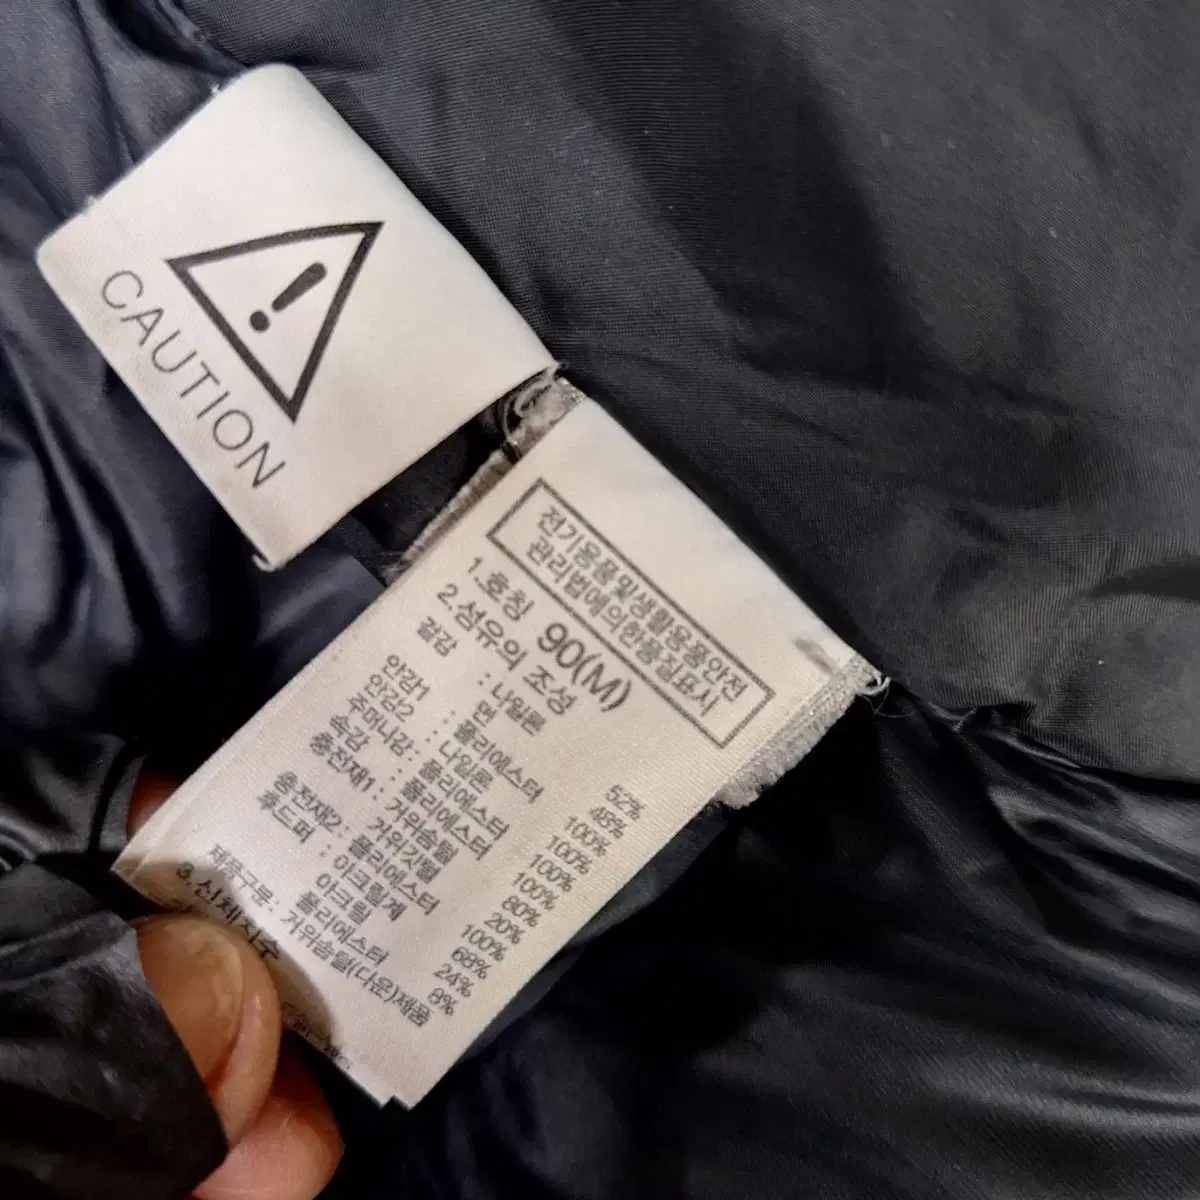 CAUTION
전기용품및생활용품안전
관리법에의한품질표시
1.호칭 90(M)
2.섬유의 조성
겉감 : 나일론 52%
면 48%
안감1 : 폴리에스터 100%
안감2 : 나일론 100%
주머니감 : 폴리에스터 100%
속감 : 폴리에스터 100%
충전재1 : 거위솜털 80%
거위깃털 20%
충전재2 : 폴리에스터 100%
후드퍼 : 아크릴계 68%
아크릴 24%
폴리에스터 8%
제품구분: 거위솜털(다운)제품
3.신체치수